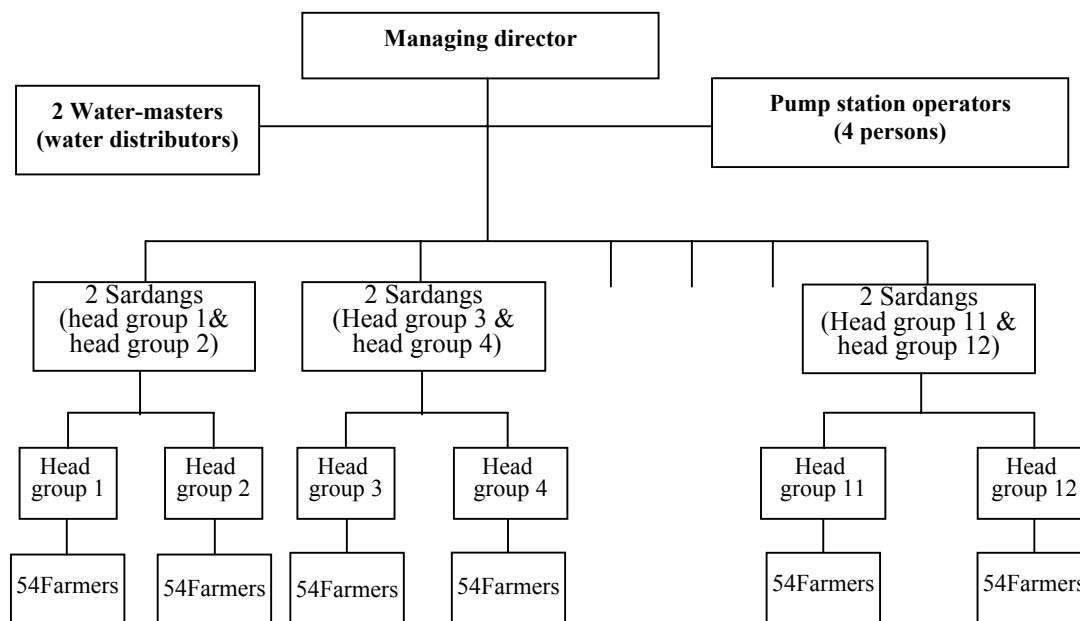 Managing director
2 Water-masters
(water distributors)
Pump station operators
(4 persons)
2 Sardangs
(head group 1&
head group 2)
2 Sardangs
(Head group 3 &
head group 4)
2 Sardangs
(Head group 11 &
head group 12)
Head
group 1
Head
group 2
Head
group 3
Head
group 4
Head
group 11
Head
group 12
54Farmers
54Farmers
54Farmers
54Farmers
54Farmers
54Farmers